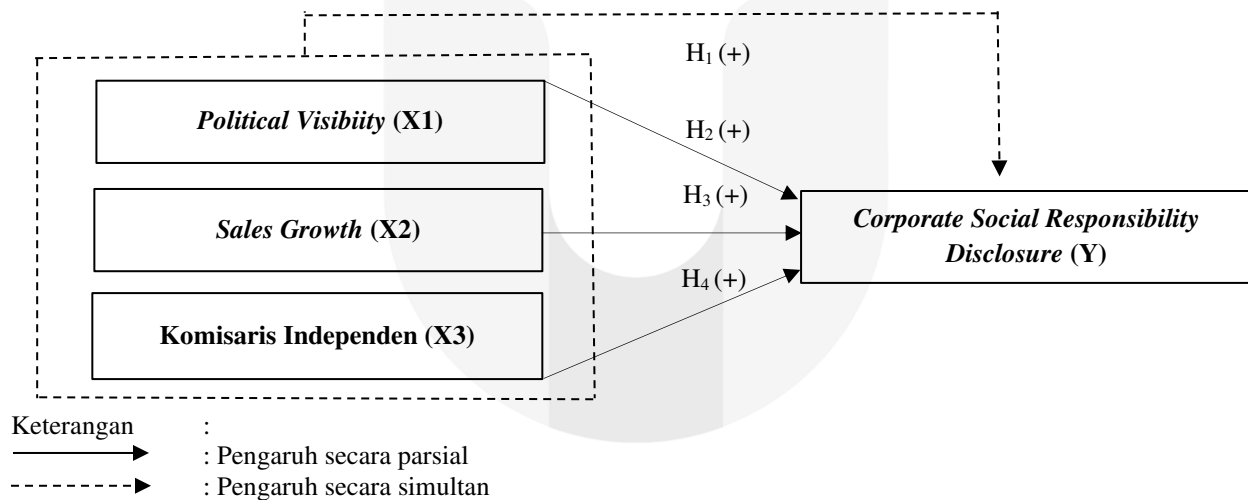 H₁ (+)
Political Visibiity (X1)
H₂ (+)
H₃ (+)
Sales Growth (X2)
Corporate Social Responsibility
Disclosure (Y)
H₄ (+)
Komisaris Independen (X3)
Keterangan :
: Pengaruh secara parsial
: Pengaruh secara simultan